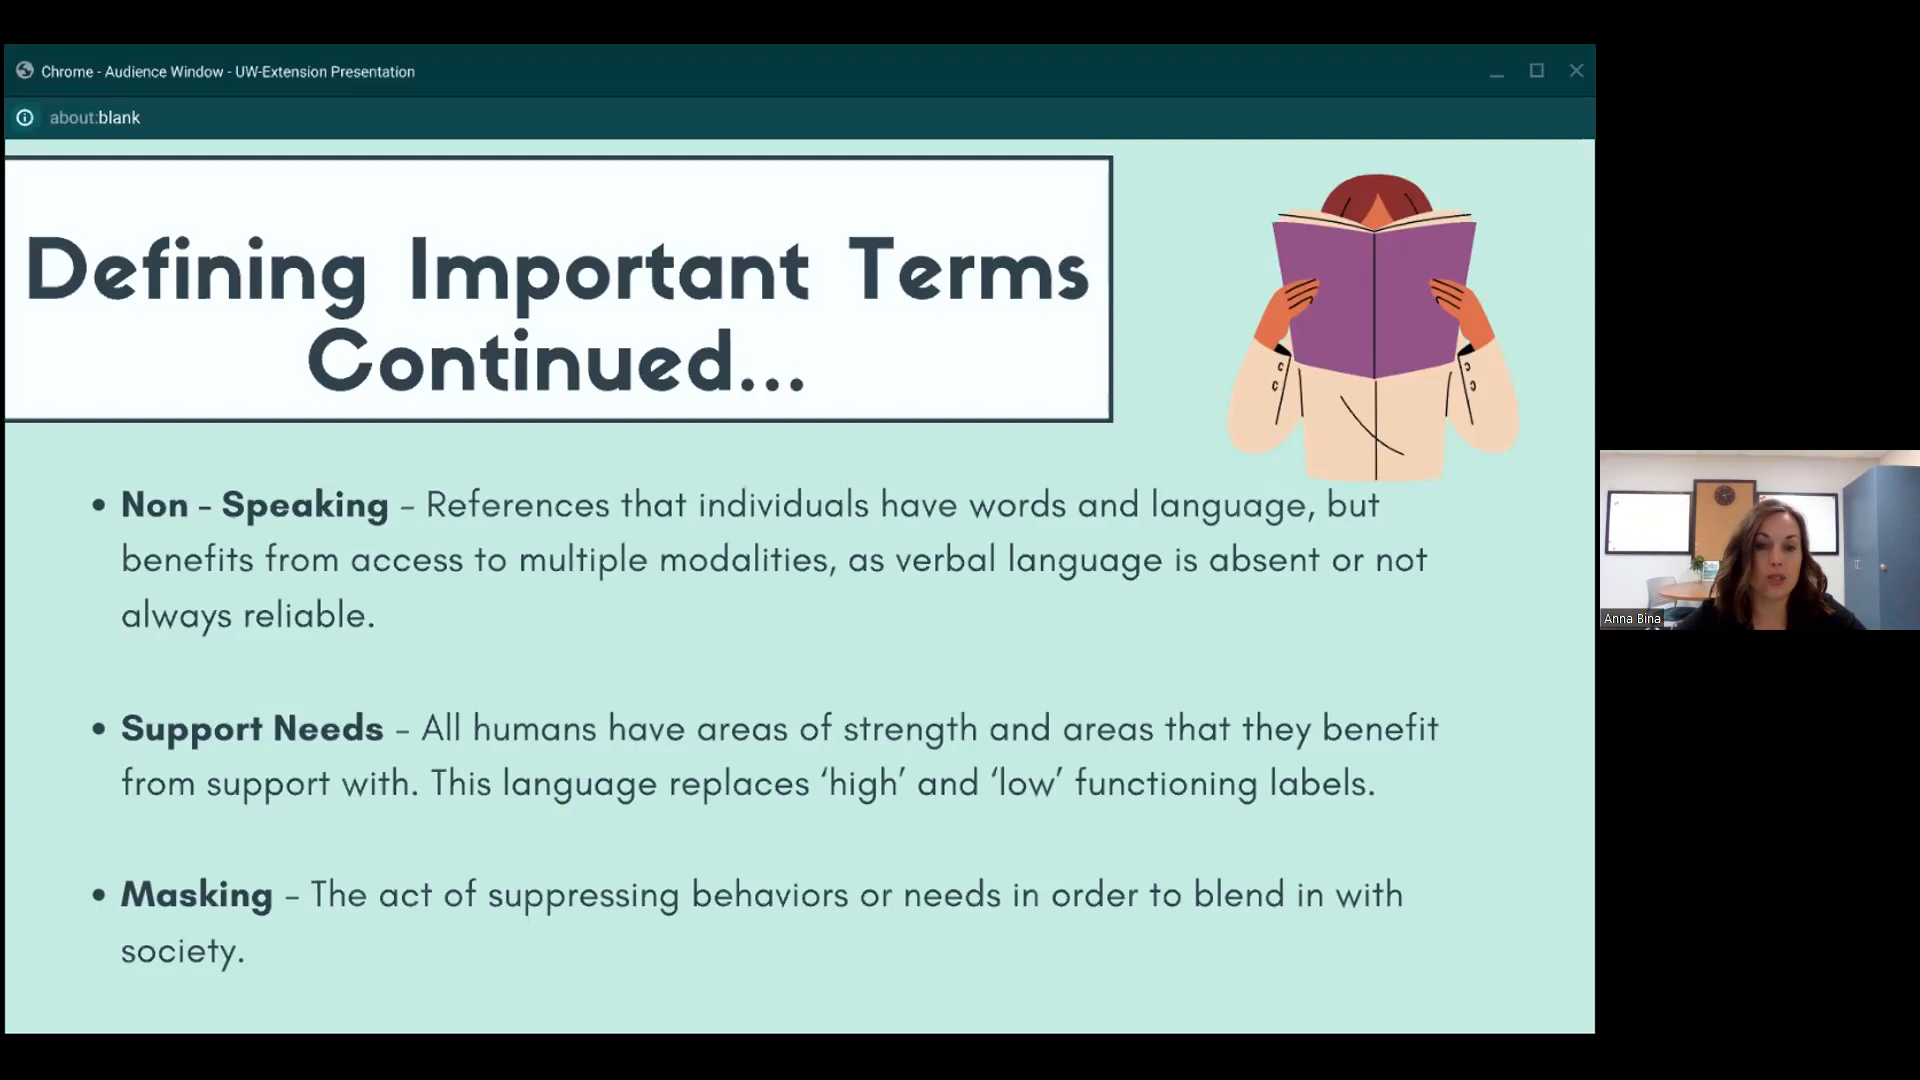 Chrome - Audience Window - UW-Extension Presentation
about:blank
Defining Important Terms
Continued...
• Non - Speaking - References that individuals have words and language, but
benefits from access to multiple modalities, as verbal language is absent or not
always reliable.
• Support Needs - All humans have areas of strength and areas that they benefit
from support with. This language replaces ‘high’ and ‘low’ functioning labels.
• Masking - The act of suppressing behaviors or needs in order to blend in with
society.
Anna Bina